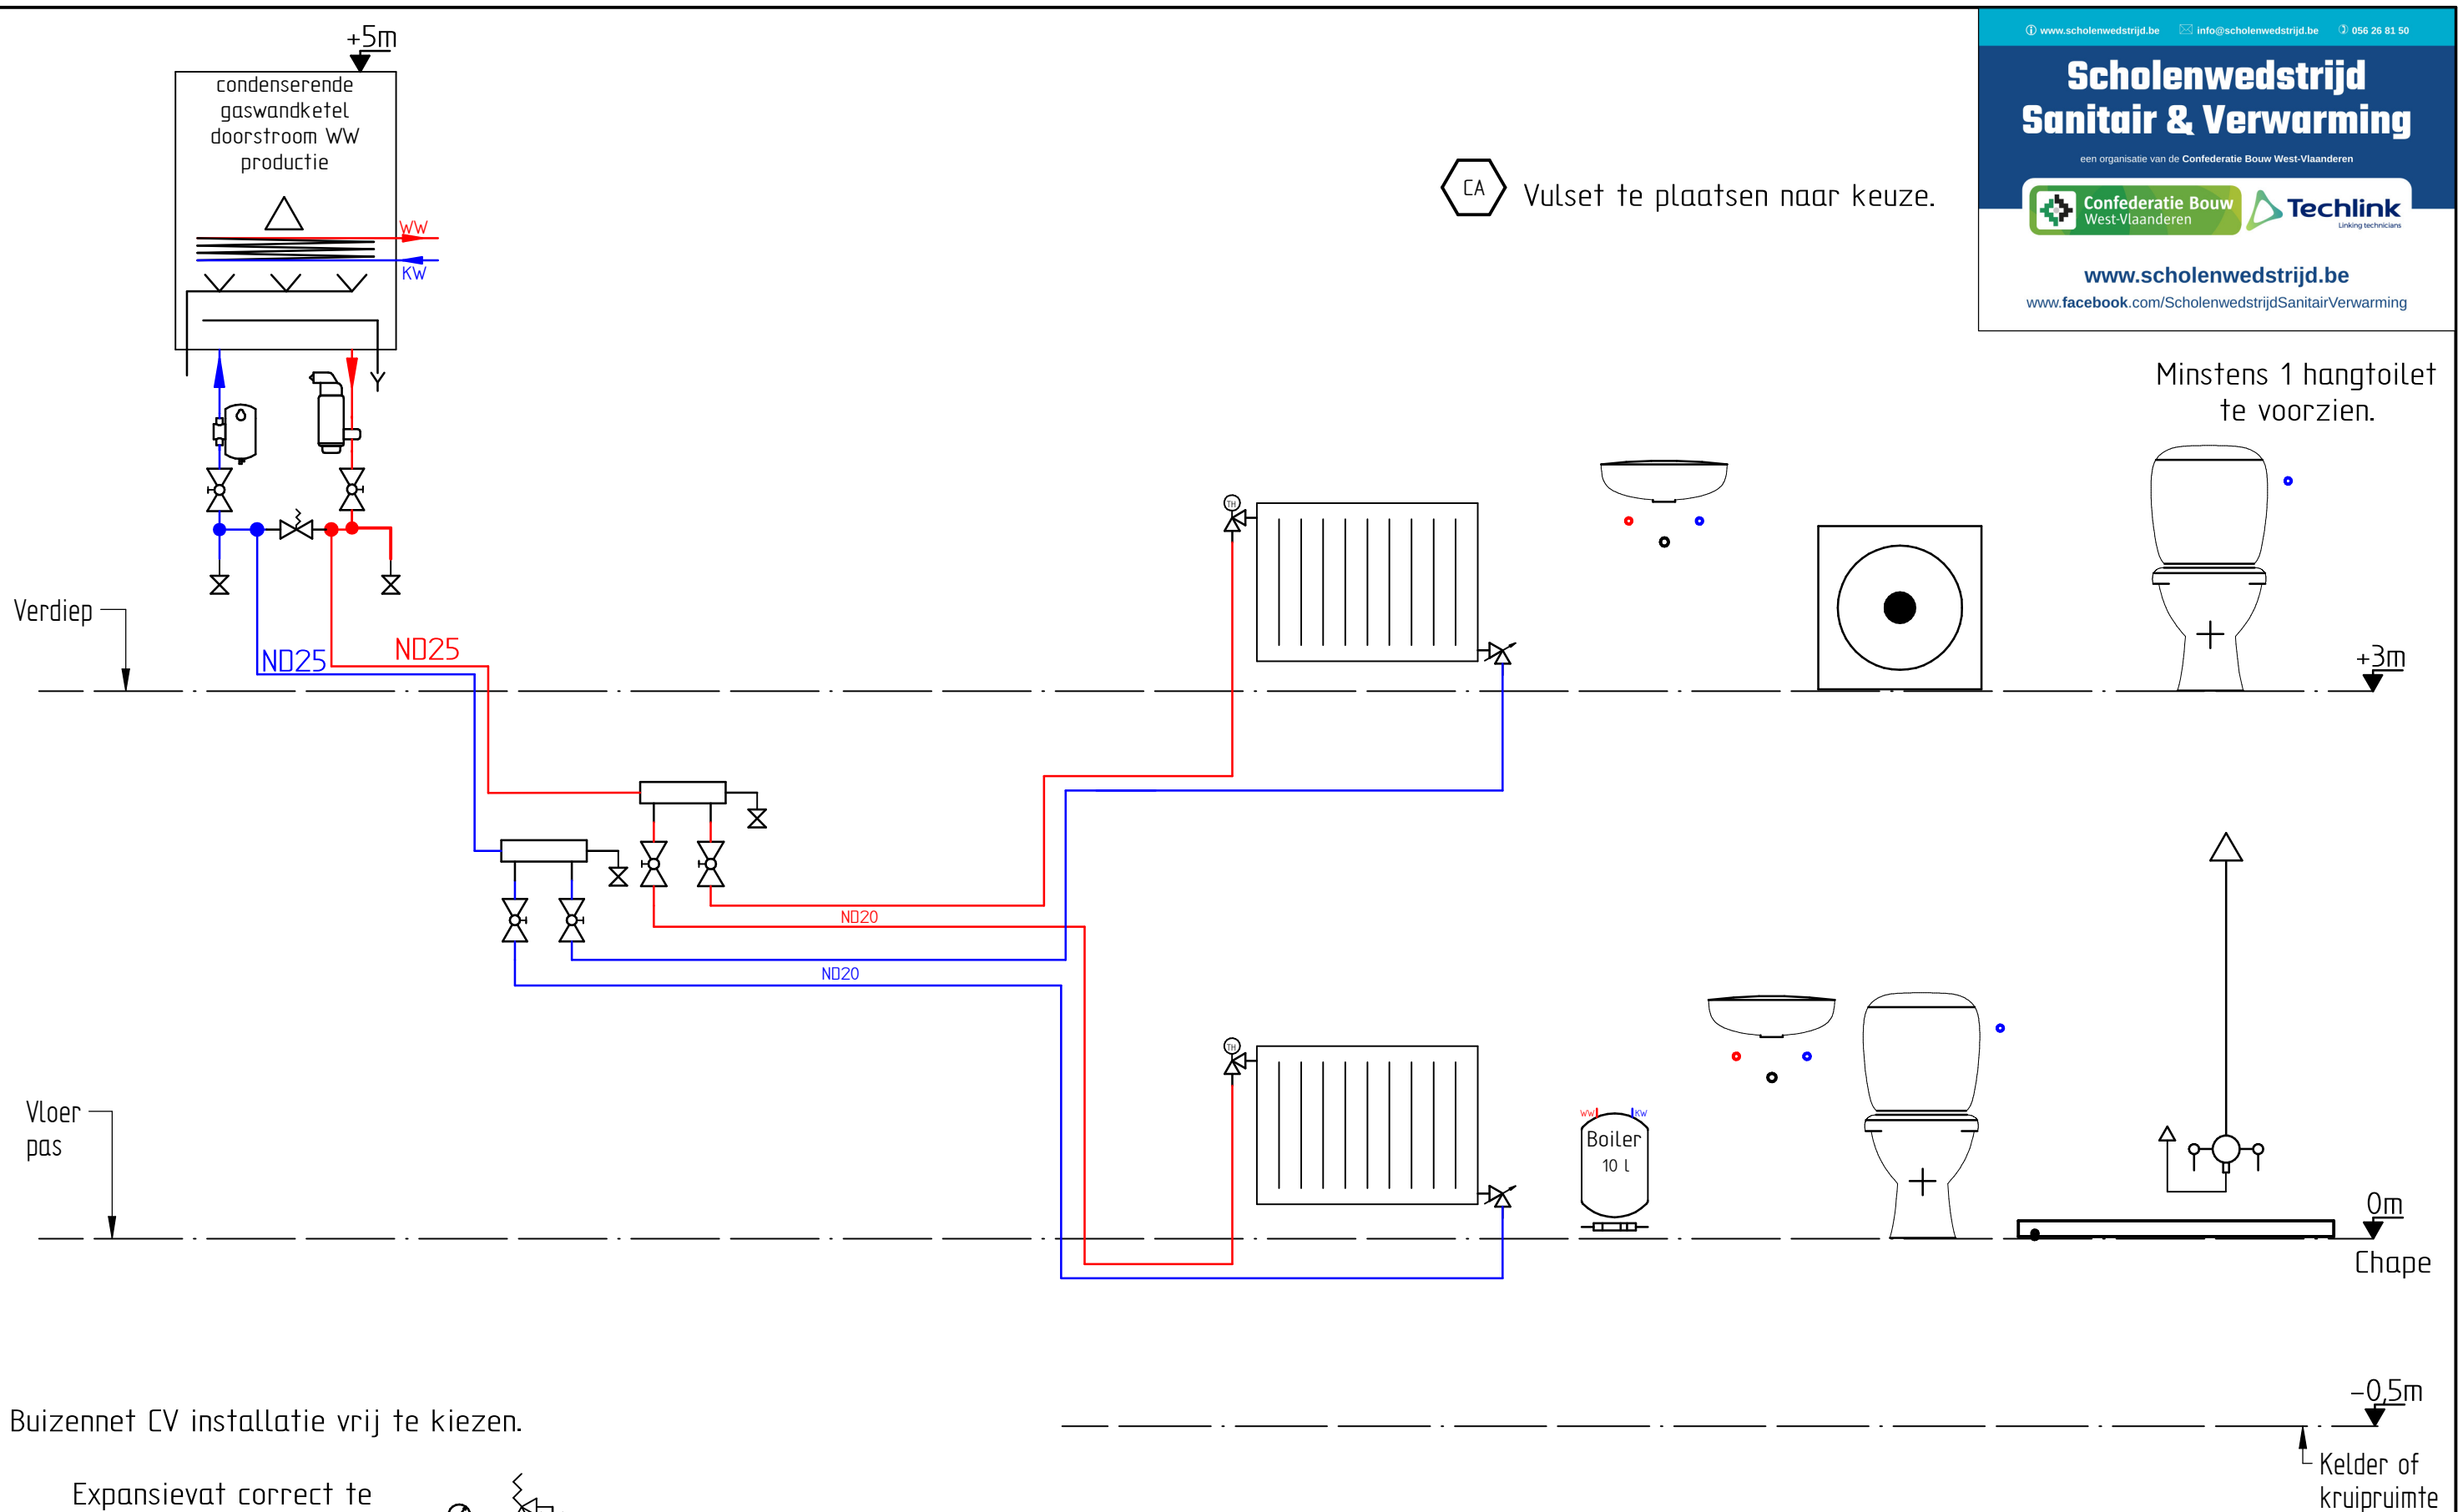 +5m
condenserende
gaswandketel
doorstroom WW
productie
WW
KW
CA
Vulset te plaatsen naar keuze.
www.scholenwedstrijd.be info@scholenwedstrijd.be 056 26 81 50
Scholenwedstrijd
Sanitair & Verwarming
een organisatie van de Confederatie Bouw West-Vlaanderen
Confederatie Bouw
West-Vlaanderen
Techlink
Linking technicians
www.scholenwedstrijd.be
www.facebook.com/ScholenwedstrijdSanitairVerwarming
Minstens 1 hangtoilet
te voorzien.
TH
Verdiep
ND25
ND25
+3m
ND20
ND20
TH
Vloer
pas
WW
KW
Boiler
10 l
0m
Chape
-0,5m
Buizennet CV installatie vrij te kiezen.
Kelder of
kruipruimte
Expansievat correct te